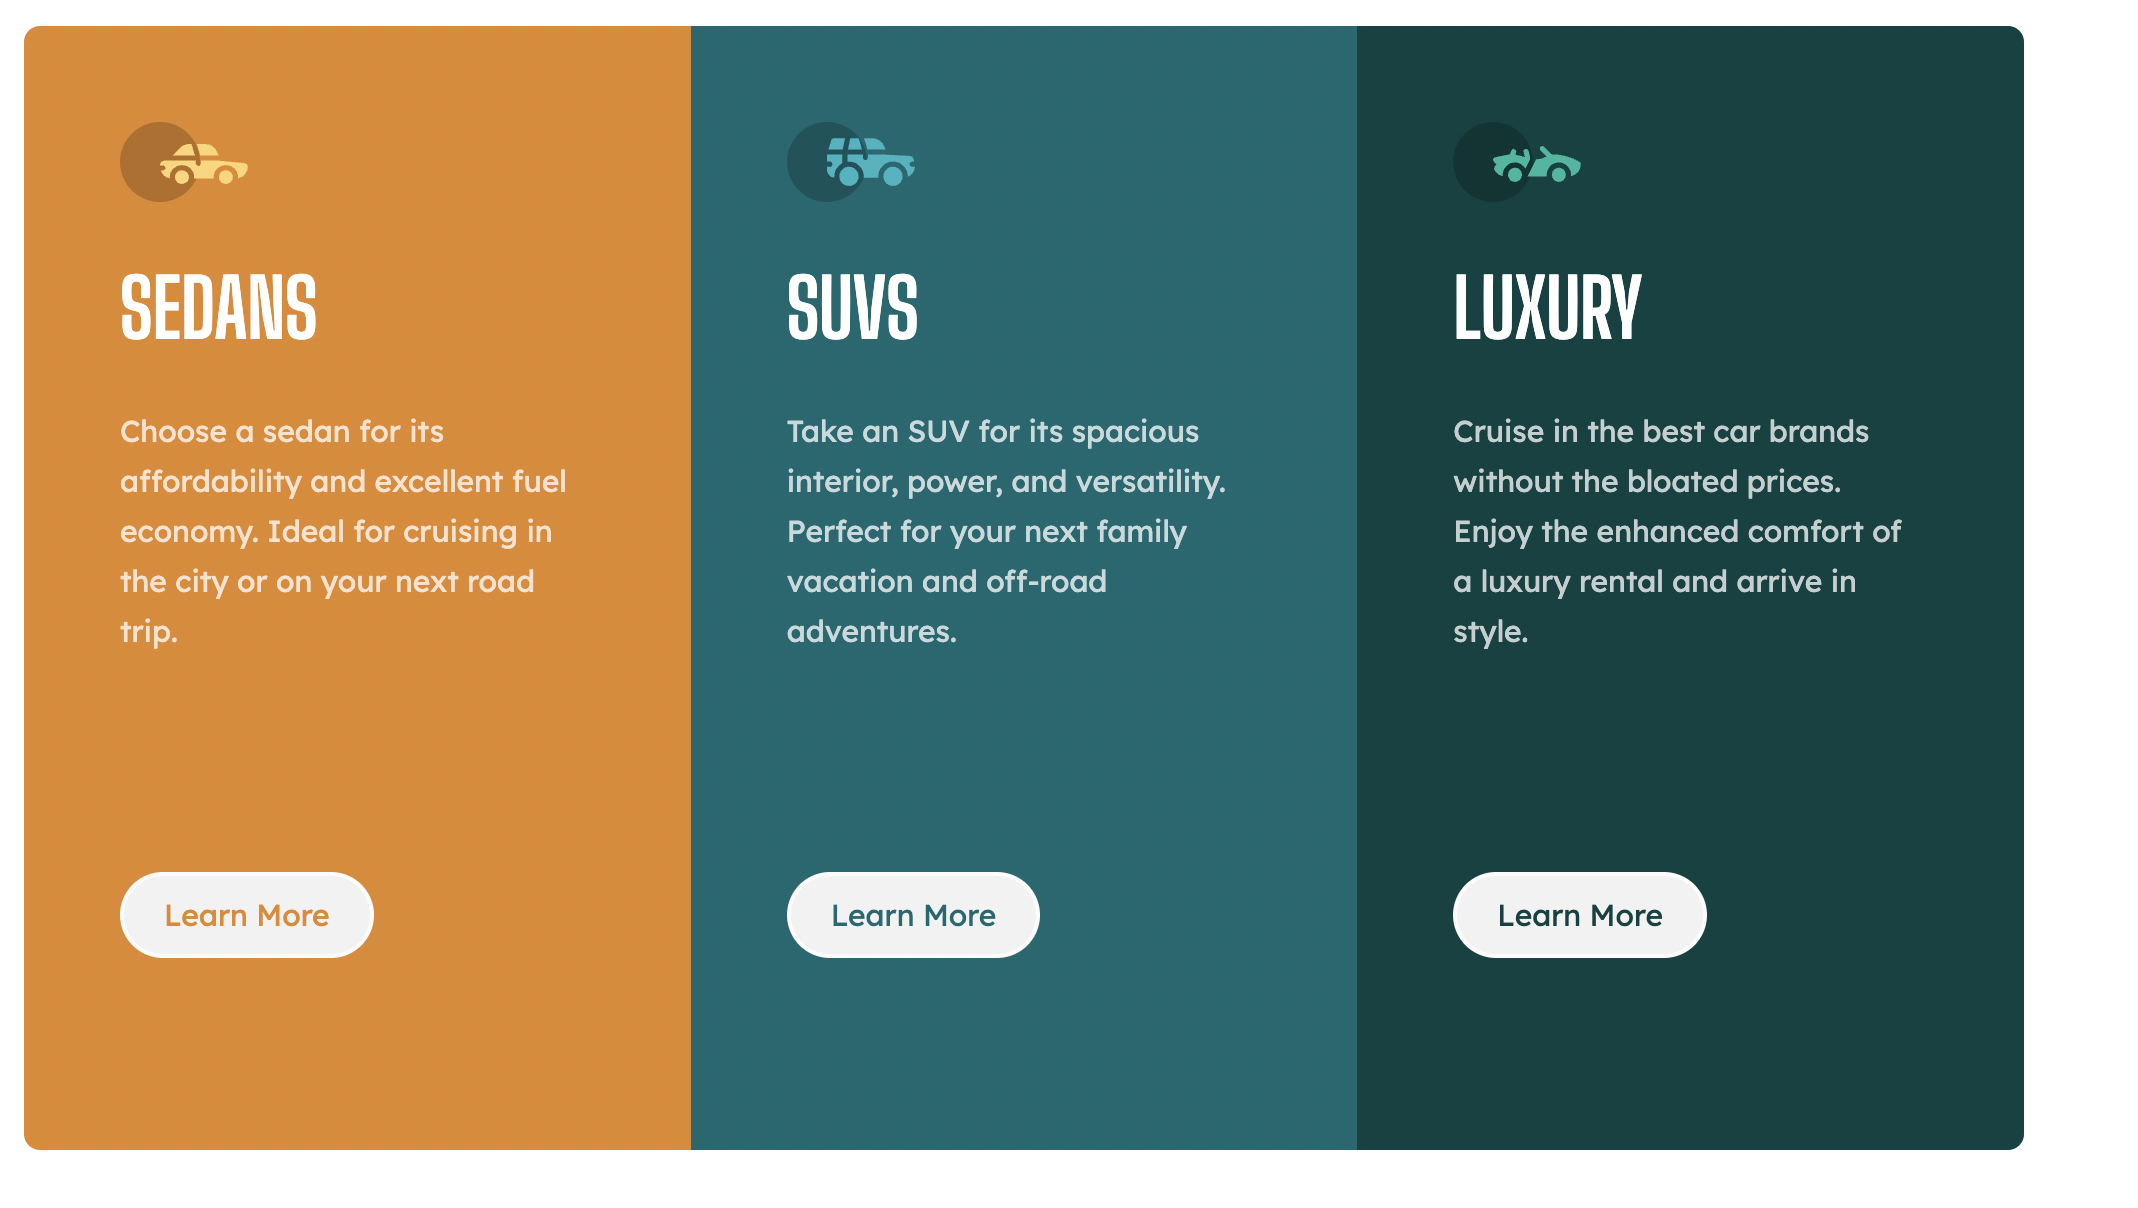 SEDANS
Choose a sedan for its
affordability and excellent fuel
economy. Ideal for cruising in
the city or on your next road
trip.
Learn More
SUVS
Take an SUV for its spacious
interior, power, and versatility.
Perfect for your next family
vacation and off-road
adventures.
Learn More
LUXURY
Cruise in the best car brands
without the bloated prices.
Enjoy the enhanced comfort of
a luxury rental and arrive in
style.
Learn More